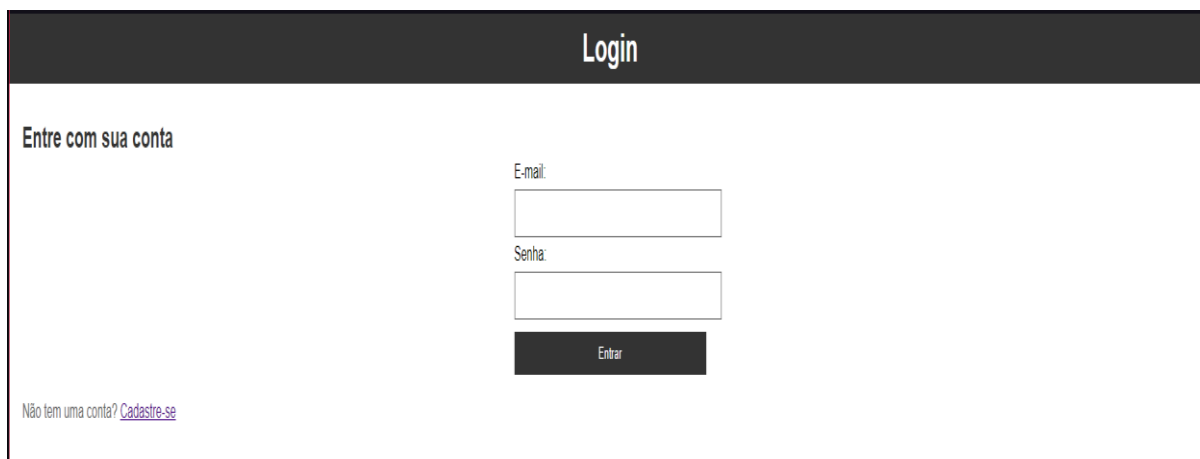 Login
Entre com sua conta
E-mail:
Senha:
Entrar
Não tem uma conta? Cadastre-se